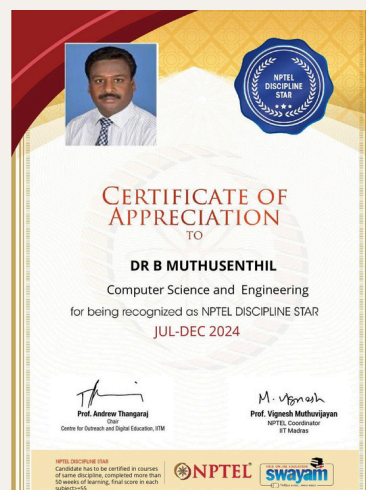 NPTEL
DISCIPLINE
STAR
CERTIFICATE OF
APPRECIATION
TO
DR B MUTHUSENTHIL
Computer Science and Engineering
for being recognized as NPTEL DISCIPLINE STAR
JUL-DEC 2024
Prof. Andrew Thangaraj
Chair
Centre for Outreach and Digital Education, IITM
M. Vignesh
Prof. Vignesh Muthuvijayan
NPTEL Coordinator
IIT Madras
NPTEL DISCIPLINE STAR
Candidate has to be certified in courses
of same discipline, completed more than
50 weeks of learning, final score in each
subject>=55
NPTEL
swayam